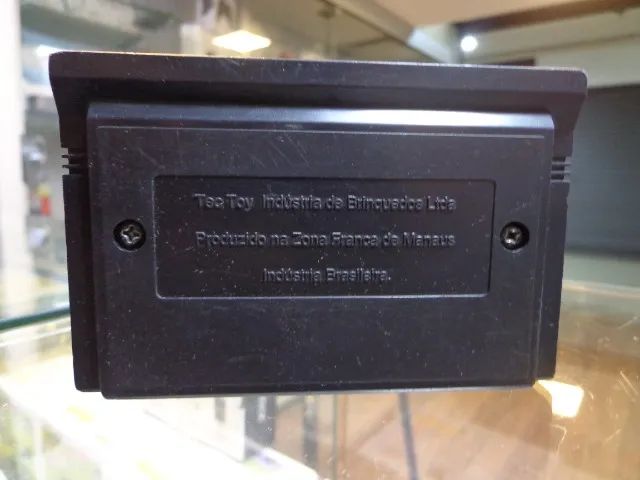 Tec Toy Indústria de Brinquedos Ltda
Produzido na Zona Franca de Manaus
Indústria Brasileira.